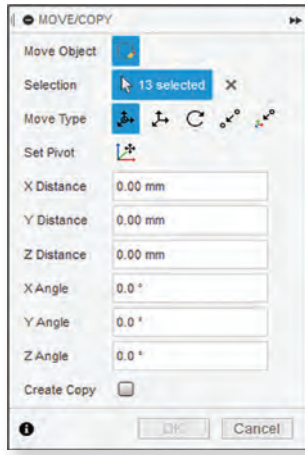 MOVE/COPY
Move Object
Selection 13 selected
Move Type
Set Pivot
X Distance 0.00 mm
Y Distance 0.00 mm
Z Distance 0.00 mm
X Angle 0.0 °
Y Angle 0.0 °
Z Angle 0.0 °
Create Copy
OK Cancel